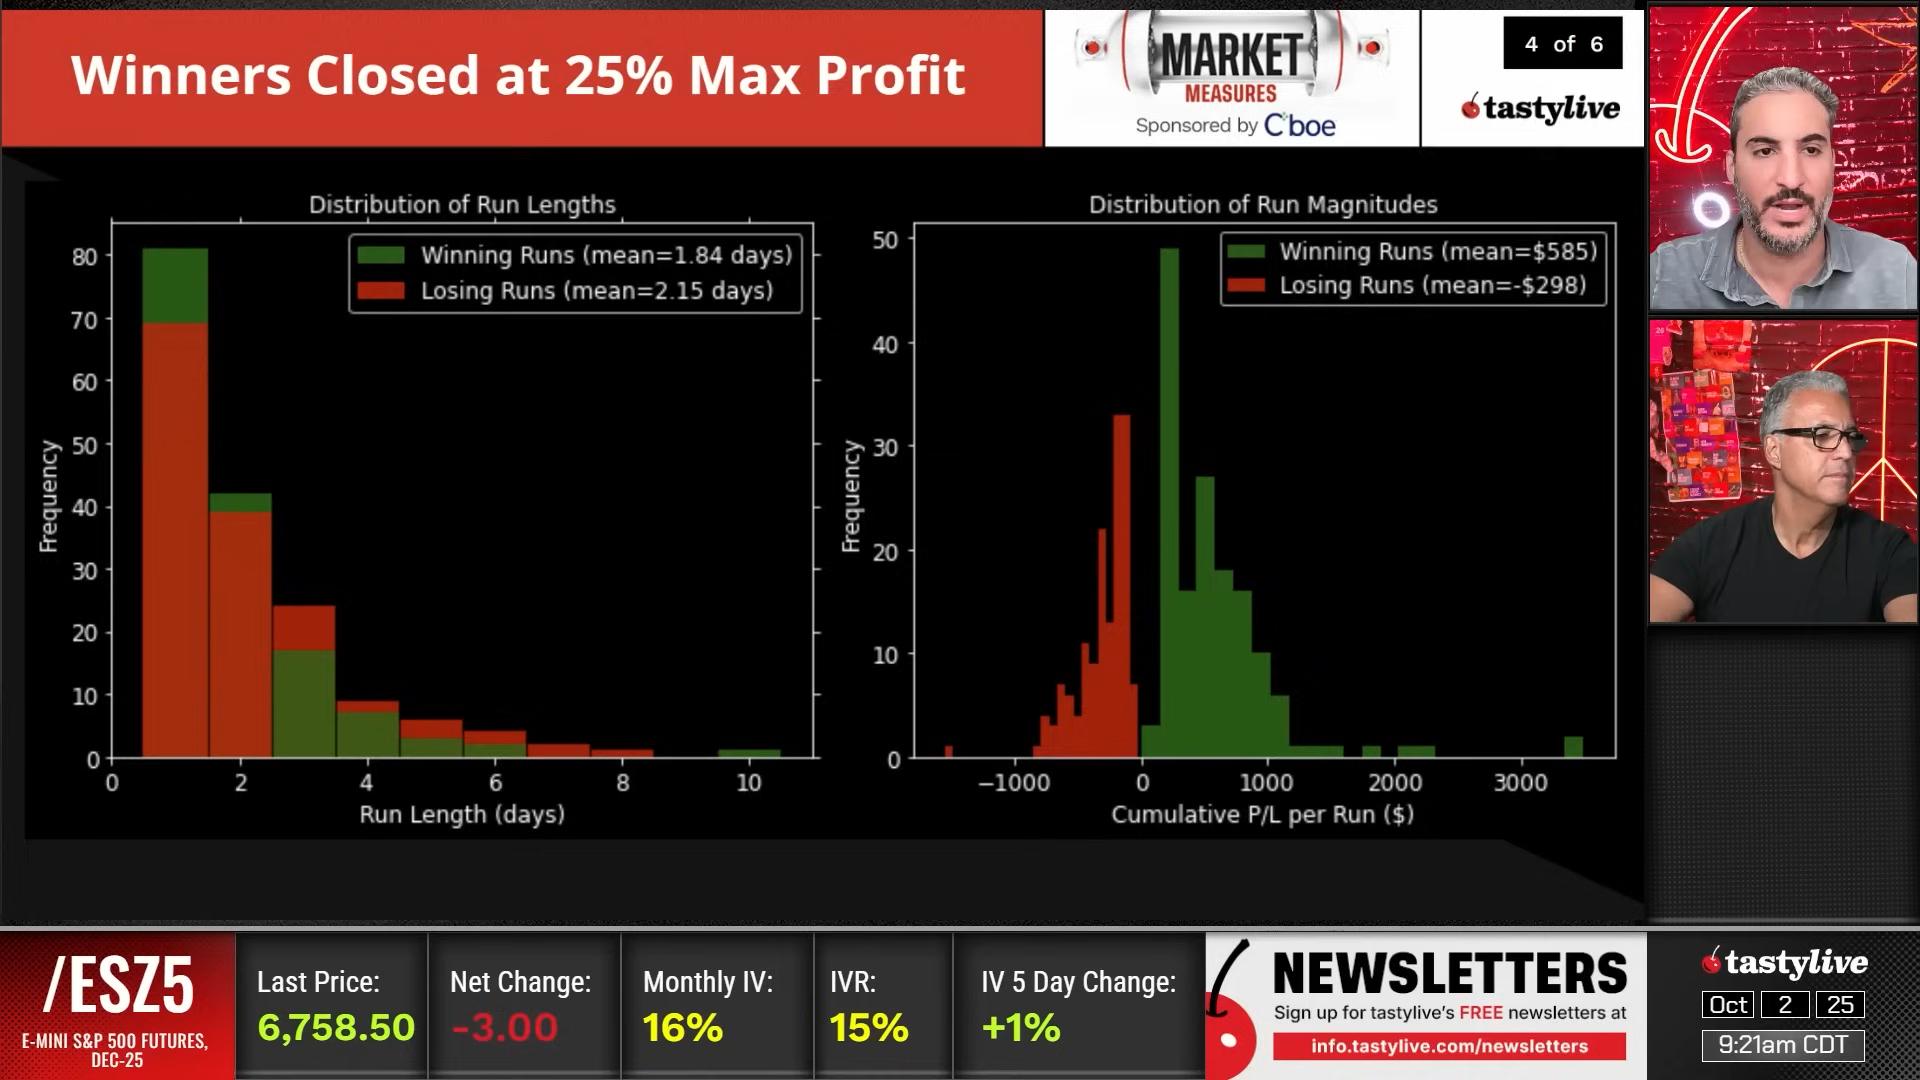 Winners Closed at 25% Max Profit
MARKET
MEASURES
Sponsored by Cboe
4 of 6
tastylive
Distribution of Run Lengths
Winning Runs (mean=1.84 days)
Losing Runs (mean=2.15 days)
Frequency
80
70
60
50
40
30
20
10
0
0 2 4 6 8 10
Run Length (days)
Distribution of Run Magnitudes
Winning Runs (mean=$585)
Losing Runs (mean=-$298)
Frequency
50
40
30
20
10
0
−1000 0 1000 2000 3000
Cumulative P/L per Run ($)
/ESZ5
E-MINI S&P 500 FUTURES,
DEC-25
Last Price:
6,758.50
Net Change:
-3.00
Monthly IV:
16%
IVR:
15%
IV 5 Day Change:
+1%
NEWSLETTERS
Sign up for tastylive's FREE newsletters at
info.tastylive.com/newsletters
tastylive
Oct 2 25
9:21am CDT